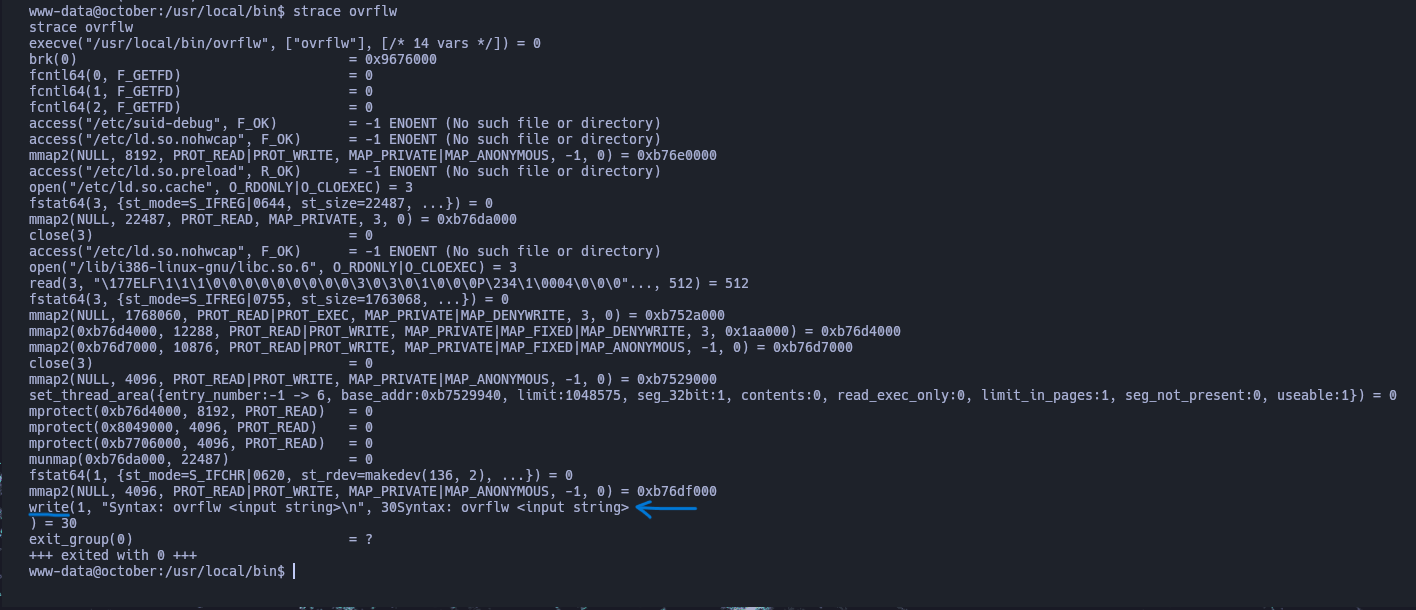 www-data@october:/usr/local/bin$ strace ovrflw
strace ovrflw
execve("/usr/local/bin/ovrflw", ["ovrflw"], [/* 14 vars */]) = 0
brk(0)                                  = 0x9676000
fcntl64(0, F_GETFD)                     = 0
fcntl64(1, F_GETFD)                     = 0
fcntl64(2, F_GETFD)                     = 0
access("/etc/suid-debug", F_OK)         = -1 ENOENT (No such file or directory)
access("/etc/ld.so.nohwcap", F_OK)      = -1 ENOENT (No such file or directory)
mmap2(NULL, 8192, PROT_READ|PROT_WRITE, MAP_PRIVATE|MAP_ANONYMOUS, -1, 0) = 0xb76e0000
access("/etc/ld.so.preload", R_OK)      = -1 ENOENT (No such file or directory)
open("/etc/ld.so.cache", O_RDONLY|O_CLOEXEC) = 3
fstat64(3, {st_mode=S_IFREG|0644, st_size=22487, ...}) = 0
mmap2(NULL, 22487, PROT_READ, MAP_PRIVATE, 3, 0) = 0xb76da000
close(3)                                = 0
access("/etc/ld.so.nohwcap", F_OK)      = -1 ENOENT (No such file or directory)
open("/lib/i386-linux-gnu/libc.so.6", O_RDONLY|O_CLOEXEC) = 3
read(3, "\177ELF\1\1\1\0\0\0\0\0\0\0\0\0\3\0\3\0\1\0\0\0P\234\1\0004\0\0\0"..., 512) = 512
fstat64(3, {st_mode=S_IFREG|0755, st_size=1763068, ...}) = 0
mmap2(NULL, 1768060, PROT_READ|PROT_EXEC, MAP_PRIVATE|MAP_DENYWRITE, 3, 0) = 0xb752a000
mmap2(0xb76d4000, 12288, PROT_READ|PROT_WRITE, MAP_PRIVATE|MAP_FIXED|MAP_DENYWRITE, 3, 0x1aa000) = 0xb76d4000
mmap2(0xb76d7000, 10876, PROT_READ|PROT_WRITE, MAP_PRIVATE|MAP_FIXED|MAP_ANONYMOUS, -1, 0) = 0xb76d7000
close(3)                                = 0
mmap2(NULL, 4096, PROT_READ|PROT_WRITE, MAP_PRIVATE|MAP_ANONYMOUS, -1, 0) = 0xb7529000
set_thread_area({entry_number:-1 -> 6, base_addr:0xb7529940, limit:1048575, seg_32bit:1, contents:0, read_exec_only:0, limit_in_pages:1, seg_not_present:0, useable:1}) = 0
mprotect(0xb76d4000, 8192, PROT_READ)   = 0
mprotect(0x8049000, 4096, PROT_READ)    = 0
mprotect(0xb7706000, 4096, PROT_READ)   = 0
munmap(0xb76da000, 22487)               = 0
fstat64(1, {st_mode=S_IFCHR|0620, st_rdev=makedev(136, 2), ...}) = 0
mmap2(NULL, 4096, PROT_READ|PROT_WRITE, MAP_PRIVATE|MAP_ANONYMOUS, -1, 0) = 0xb76df000
write(1, "Syntax: ovrflw <input string>\n", 30Syntax: ovrflw <input string>
) = 30
exit_group(0)                           = ?
+++ exited with 0 +++
www-data@october:/usr/local/bin$